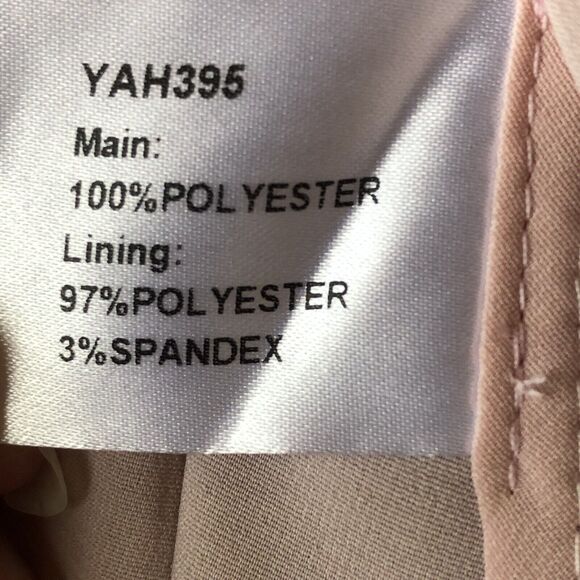 YAH395
Main:
100%POLYESTER
Lining:
97%POLYESTER
3%SPANDEX